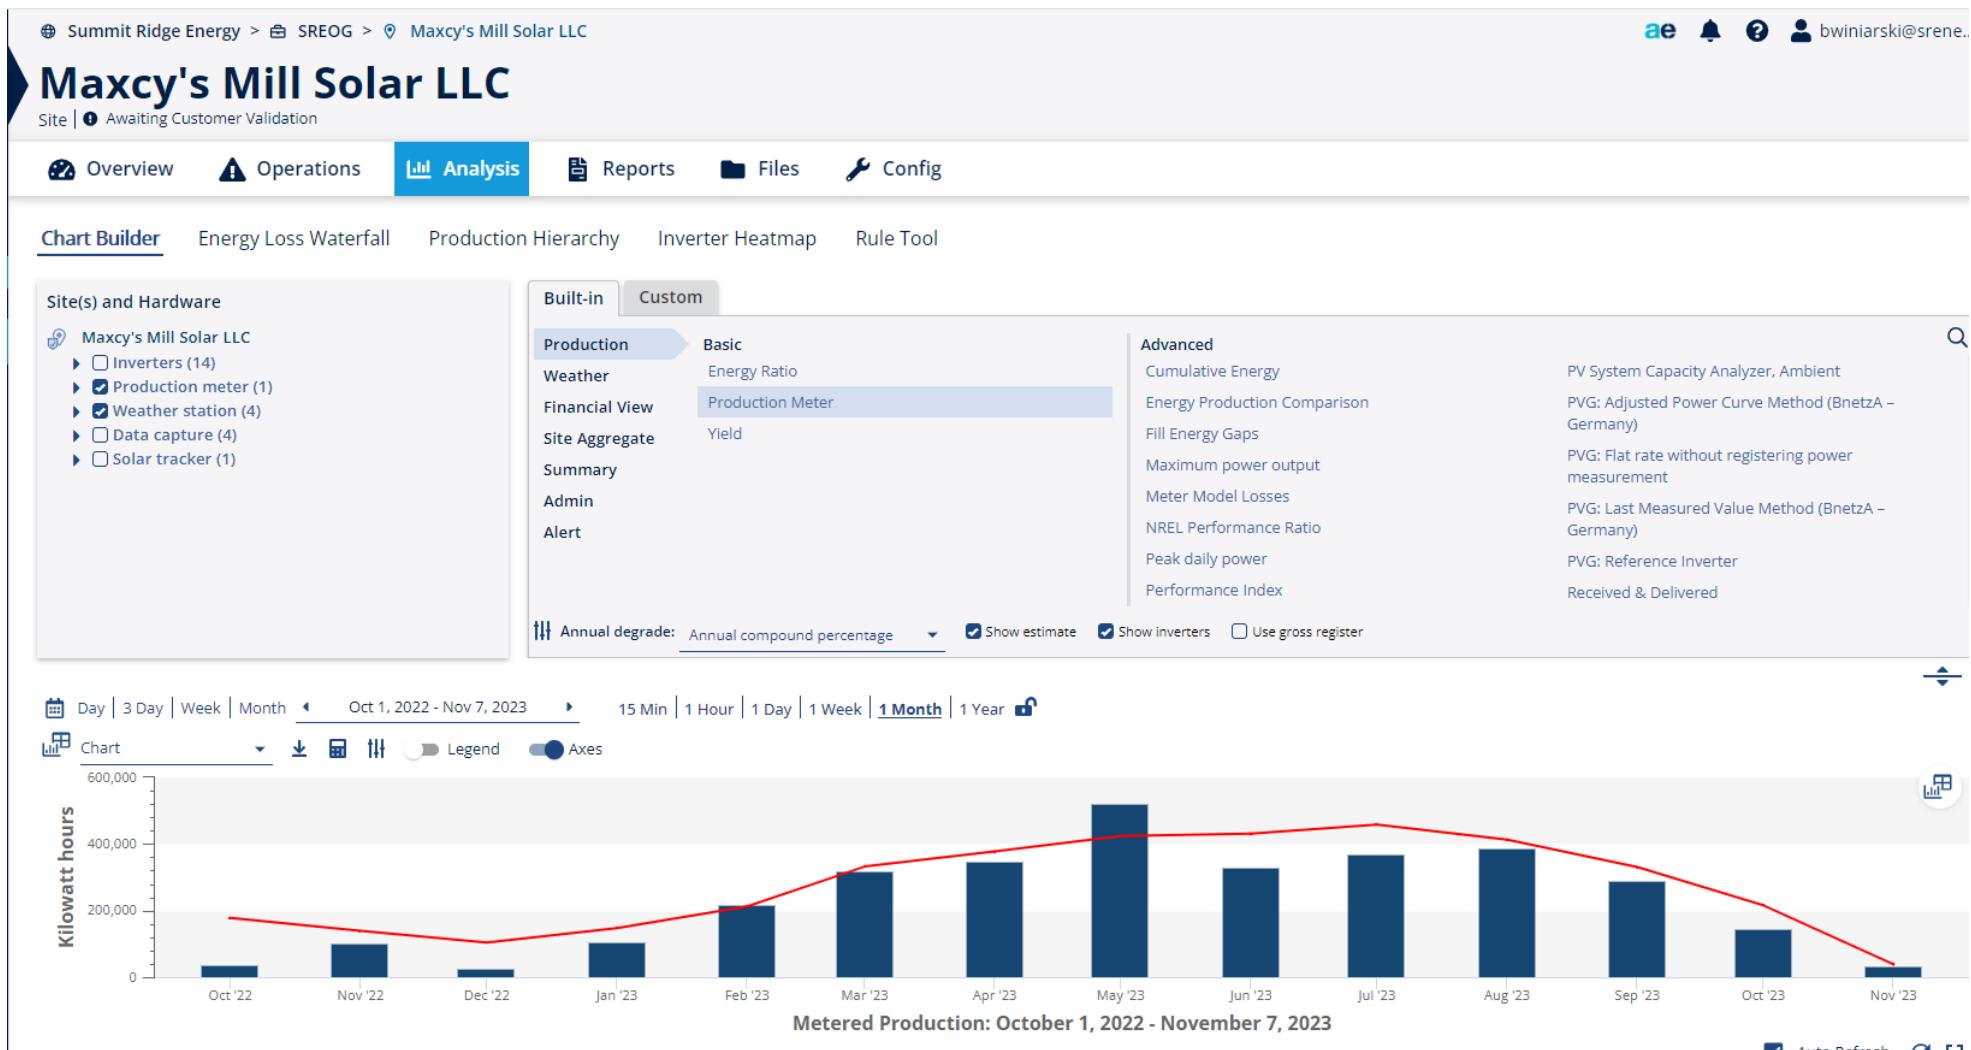 Summit Ridge Energy > SREOG > Maxcy's Mill Solar LLC
ae
bwiniarski@srene...
Maxcy's Mill Solar LLC
Site | Awaiting Customer Validation
Overview
Operations
Analysis
Reports
Files
Config
Chart Builder
Energy Loss Waterfall
Production Hierarchy
Inverter Heatmap
Rule Tool
Site(s) and Hardware
Maxcy's Mill Solar LLC
Inverters (14)
Production meter (1)
Weather station (4)
Data capture (4)
Solar tracker (1)
Built-in
Custom
Production
Weather
Financial View
Site Aggregate
Summary
Admin
Alert
Basic
Energy Ratio
Production Meter
Yield
Advanced
Cumulative Energy
Energy Production Comparison
Fill Energy Gaps
Maximum power output
Meter Model Losses
NREL Performance Ratio
Peak daily power
Performance Index
PV System Capacity Analyzer, Ambient
PVG: Adjusted Power Curve Method (BnetzA –
Germany)
PVG: Flat rate without registering power
measurement
PVG: Last Measured Value Method (BnetzA –
Germany)
PVG: Reference Inverter
Received & Delivered
Annual degrade: Annual compound percentage
Show estimate
Show inverters
Use gross register
Day | 3 Day | Week | Month
Oct 1, 2022 - Nov 7, 2023
15 Min | 1 Hour | 1 Day | 1 Week | 1 Month | 1 Year
Chart
Legend
Axes
Kilowatt hours
600,000
400,000
200,000
0
Oct '22
Nov '22
Dec '22
Jan '23
Feb '23
Mar '23
Apr '23
May '23
Jun '23
Jul '23
Aug '23
Sep '23
Oct '23
Nov '23
Metered Production: October 1, 2022 - November 7, 2023
Auto Refresh